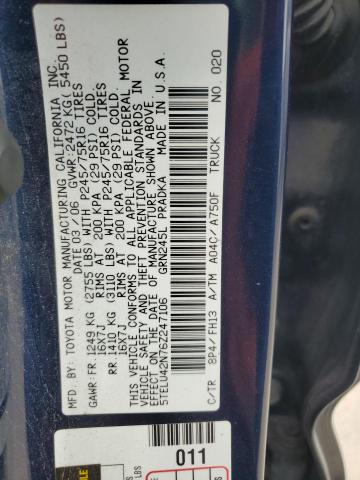 MFD. BY: TOYOTA MOTOR MANUFACTURING CALIFORNIA INC.
DATE 03 / 06 GVWR: 2472 KG( 5450 LBS)
GAWR: FR: 1249 KG (2755 LBS) WITH P245/75R16 TIRES
16X7J RIMS AT 200 KPA (29 PSI) COLD.
RR: 1410 KG (3110 LBS) WITH P245/75R16 TIRES
16X7J RIMS AT 200 KPA (29 PSI) COLD.
THIS VEHICLE CONFORMS TO ALL APPLICABLE FEDERAL MOTOR
VEHICLE SAFETY AND THEFT PREVENTION STANDARDS IN
EFFECT ON THE DATE OF MANUFACTURE SHOWN ABOVE.
5TELU42N76Z247106 GRN245L PRADKA MADE IN U.S.A.
C/TR 8P4/ FH13 A/TM A04C/ A750F TRUCK NO. 020
011
LBS